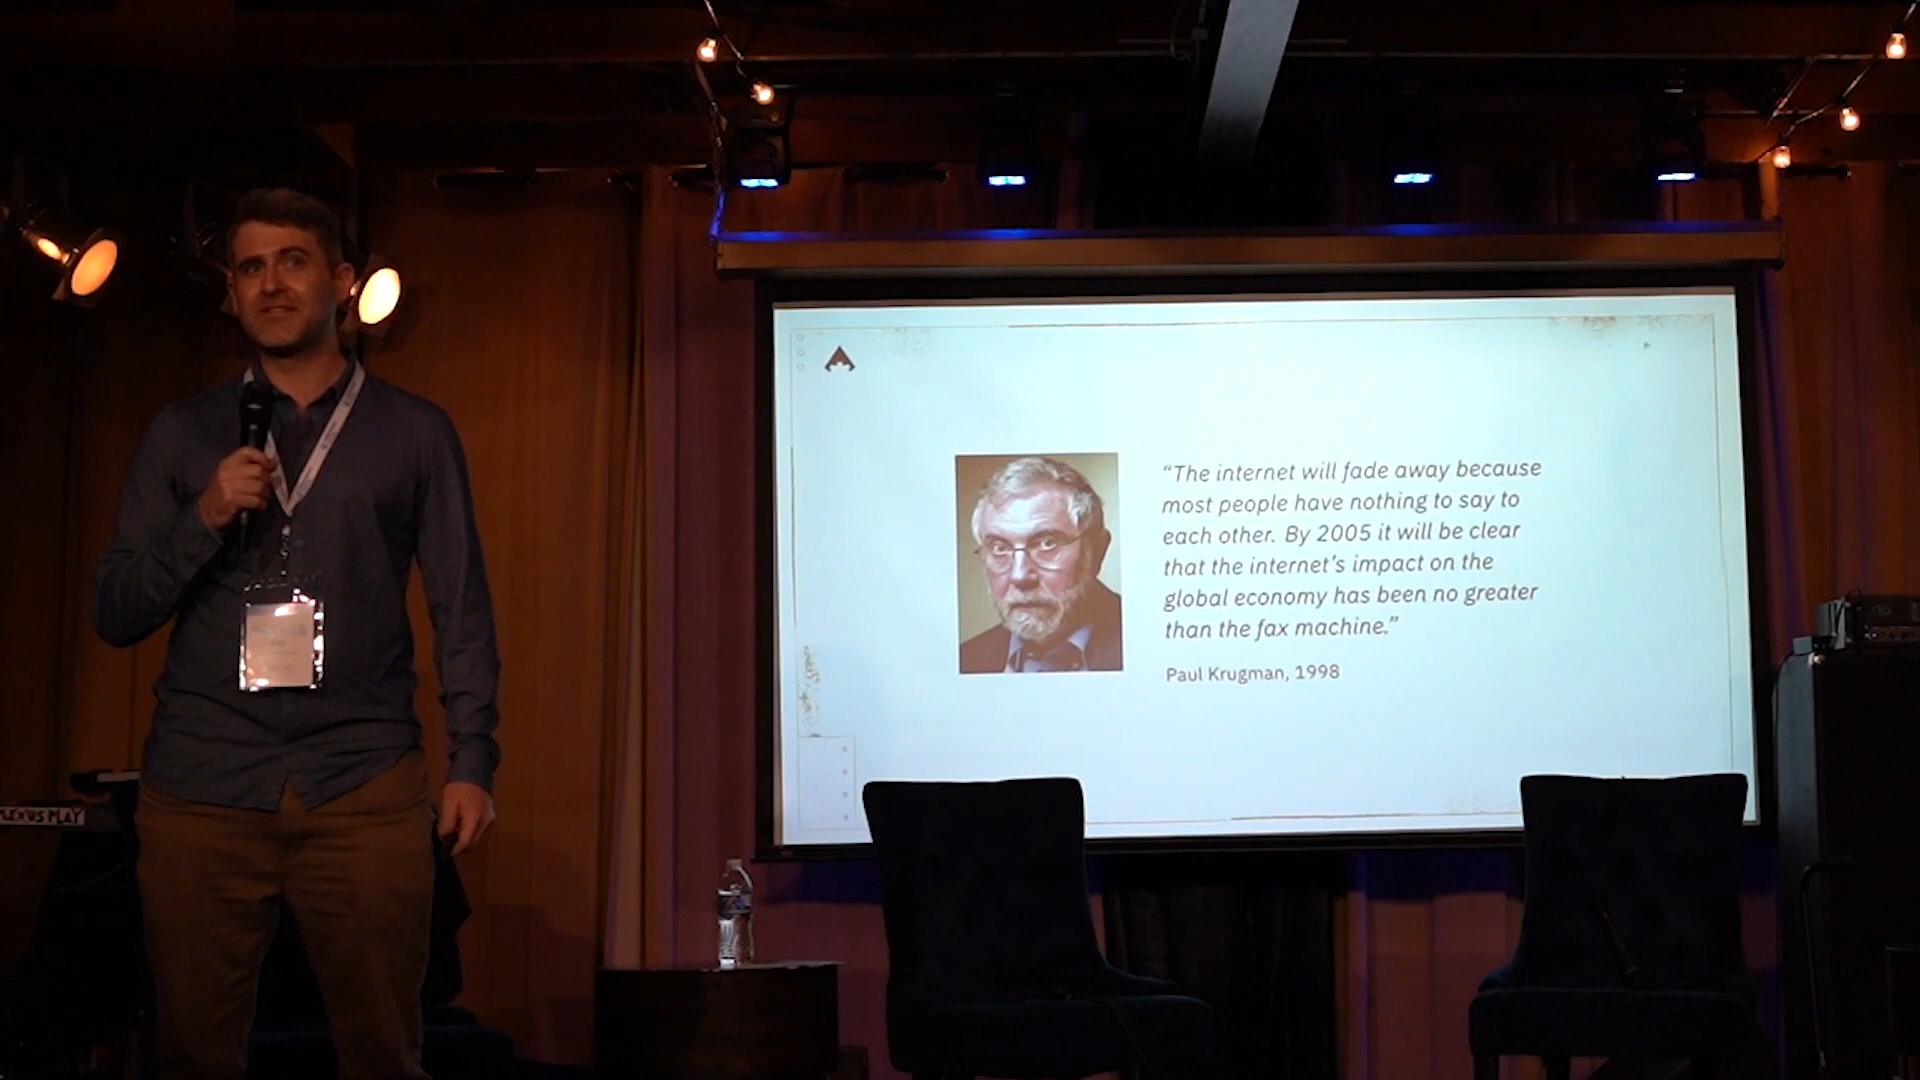 “The internet will fade away because
most people have nothing to say to
each other. By 2005 it will be clear
that the internet’s impact on the
global economy has been no greater
than the fax machine.”
Paul Krugman, 1998
PLEXUS PLAY